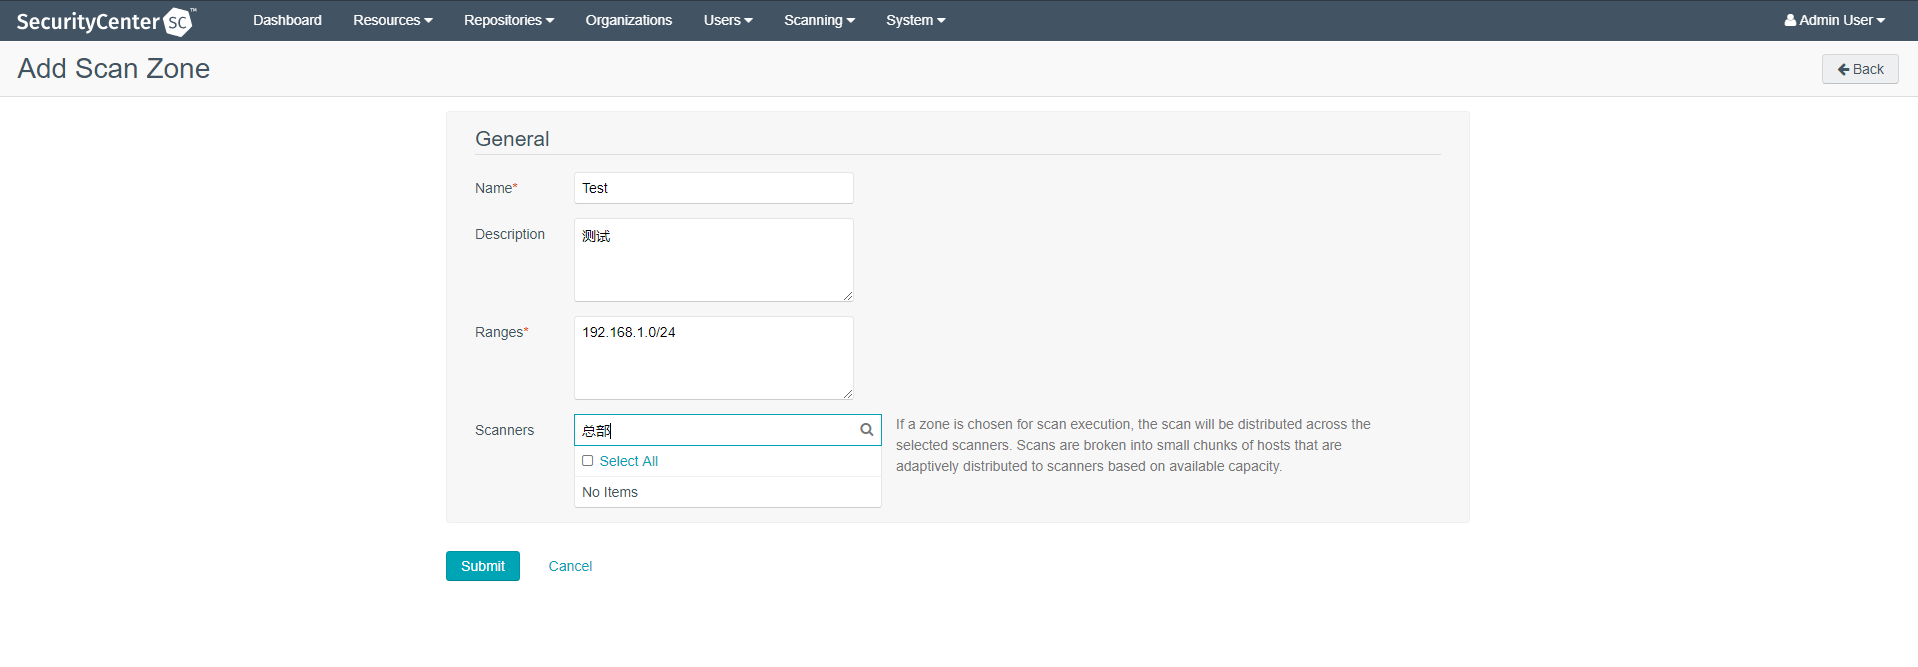 SecurityCenter SC™ Dashboard Resources Repositories Organizations Users Scanning System Admin User
Add Scan Zone
Back
General
Name* Test
Description 测试
Ranges* 192.168.1.0/24
Scanners 总部
If a zone is chosen for scan execution, the scan will be distributed across the
selected scanners. Scans are broken into small chunks of hosts that are
adaptively distributed to scanners based on available capacity.
Select All
No Items
Submit Cancel